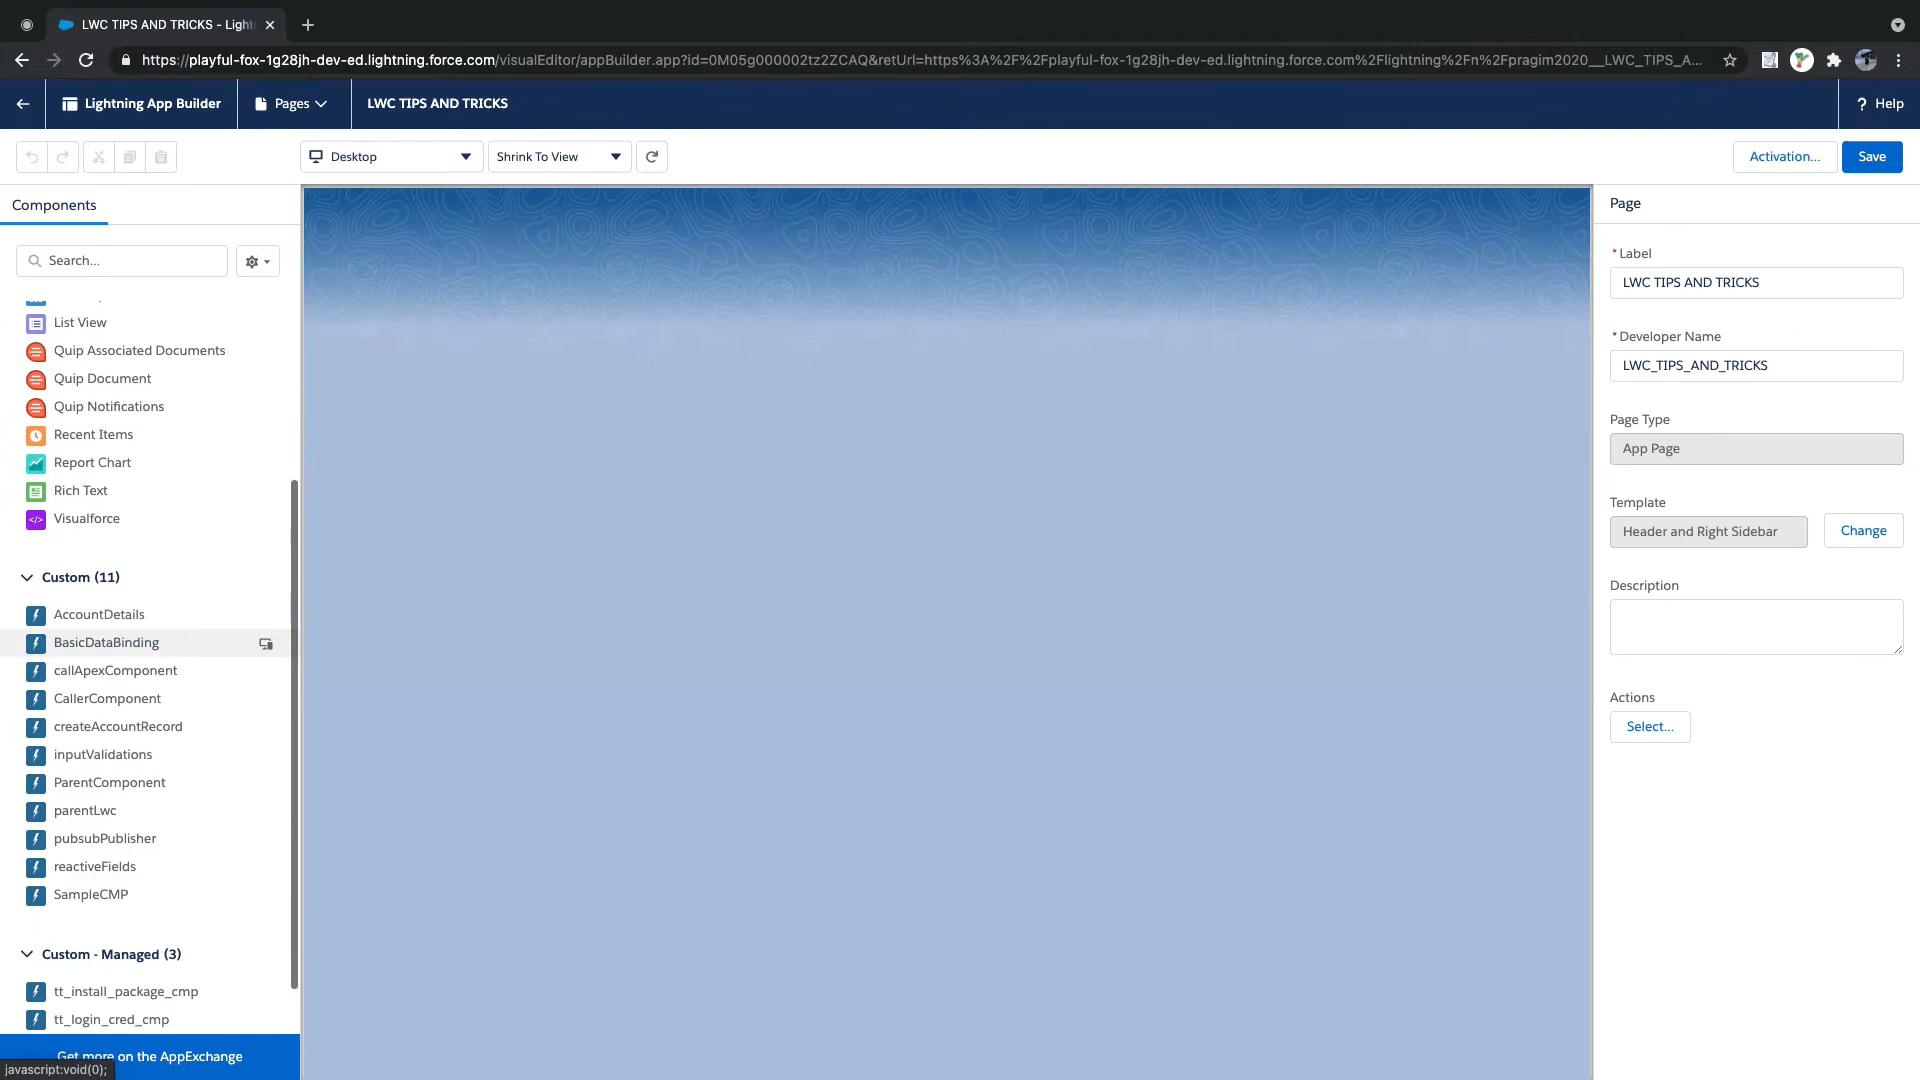 LWC TIPS AND TRICKS - Light
https://playful-fox-1g28jh-dev-ed.lightning.force.com/visualEditor/appBuilder.app?id=0M05g000002tz2ZCAQ&retUrl=https%3A%2F%2Fplayful-fox-1g28jh-dev-ed.lightning.force.com%2Flightning%2Fn%2Fpragim2020__LWC_TIPS_A...
Lightning App Builder
Pages
LWC TIPS AND TRICKS
? Help
Desktop
Shrink To View
Activation...
Save
Components
Search...
List View
Quip Associated Documents
Quip Document
Quip Notifications
Recent Items
Report Chart
Rich Text
Visualforce
Custom (11)
AccountDetails
BasicDataBinding
callApexComponent
CallerComponent
createAccountRecord
inputValidations
ParentComponent
parentLwc
pubsubPublisher
reactiveFields
SampleCMP
Custom - Managed (3)
tt_install_package_cmp
tt_login_cred_cmp
Get more on the AppExchange
javascript:void(0);
Page
*Label
LWC TIPS AND TRICKS
*Developer Name
LWC_TIPS_AND_TRICKS
Page Type
App Page
Template
Header and Right Sidebar
Change
Description
Actions
Select...